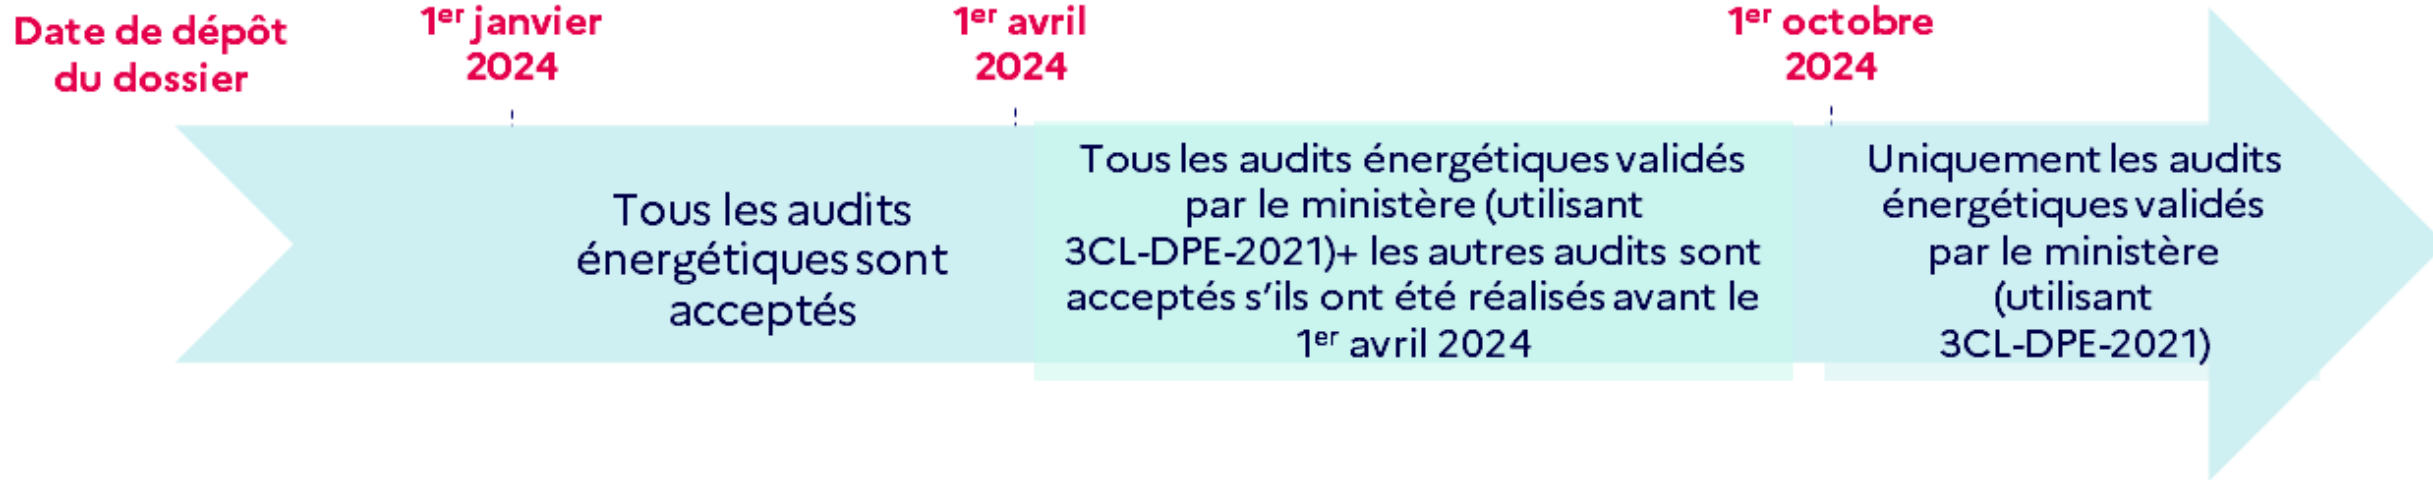 Date de dépôt
du dossier
1er janvier
2024
1er avril
2024
1er octobre
2024
Tous les audits
énergétiques sont
acceptés
Tous les audits énergétiques validés
par le ministère (utilisant
3CL-DPE-2021)+ les autres audits sont
acceptés s'ils ont été réalisés avant le
1er avril 2024
Uniquement les audits
énergétiques validés
par le ministère
(utilisant
3CL-DPE-2021)